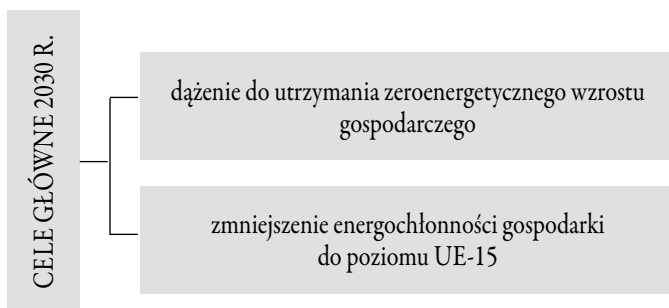 CELE GŁÓWNE 2030 R.
dążenie do utrzymania zeroenergetycznego wzrostu
gospodarczego
zmniejszenie energochłonności gospodarki
do poziomu UE-15